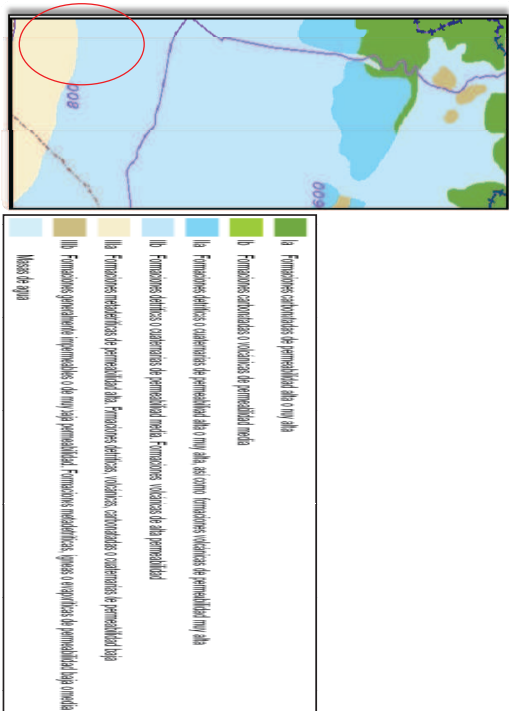 800
600
Ia Formaciones carbonatadas de permeabilidad alta o muy alta
Ib Formaciones carbonatadas o volcánicas de permeabilidad media
IIa Formaciones detríticas o cuaternarias de permeabilidad alta o muy alta, así como formaciones volcánicas de permeabilidad muy alta
IIb Formaciones detríticas o cuaternarias de permeabilidad media. Formaciones volcánicas de alta permeabilidad
IIIa Formaciones metadetríticas de permeabilidad alta. Formaciones detríticas, volcánicas, carbonatadas o cuaternarias de permeabilidad baja
IIIb Formaciones generalmente impermeables o de muy baja permeabilidad. Formaciones metadetríticas, ígneas o evaporíticas de permeabilidad baja o media
Masas de agua